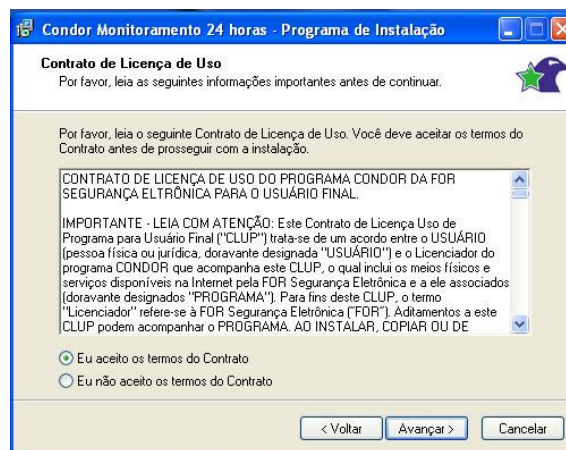 Condor Monitoramento 24 horas - Programa de Instalação
Contrato de Licença de Uso
Por favor, leia as seguintes informações importantes antes de continuar.
Por favor, leia o seguinte Contrato de Licença de Uso. Você deve aceitar os termos do
Contrato antes de prosseguir com a instalação.
CONTRATO DE LICENÇA DE USO DO PROGRAMA CONDOR DA FOR
SEGURANÇA ELTRÔNICA PARA O USUÁRIO FINAL.
IMPORTANTE - LEIA COM ATENÇÃO: Este Contrato de Licença Uso de
Programa para Usuário Final ("CLUP") trata-se de um acordo entre o USUÁRIO
(pessoa física ou jurídica, doravante designada "USUÁRIO") e o Licenciador do
programa CONDOR que acompanha este CLUP, o qual inclui os meios físicos e
serviços disponíveis na Internet pela FOR Segurança Eletrônica e a ele associados
(doravante designados "PROGRAMA"). Para fins deste CLUP, o termo
"Licenciador" refere-se à FOR Segurança Eletrônica ("FOR"). Aditamentos a este
CLUP podem acompanhar o PROGRAMA. AO INSTALAR, COPIAR OU DE
Eu aceito os termos do Contrato
Eu não aceito os termos do Contrato
< Voltar
Avançar >
Cancelar